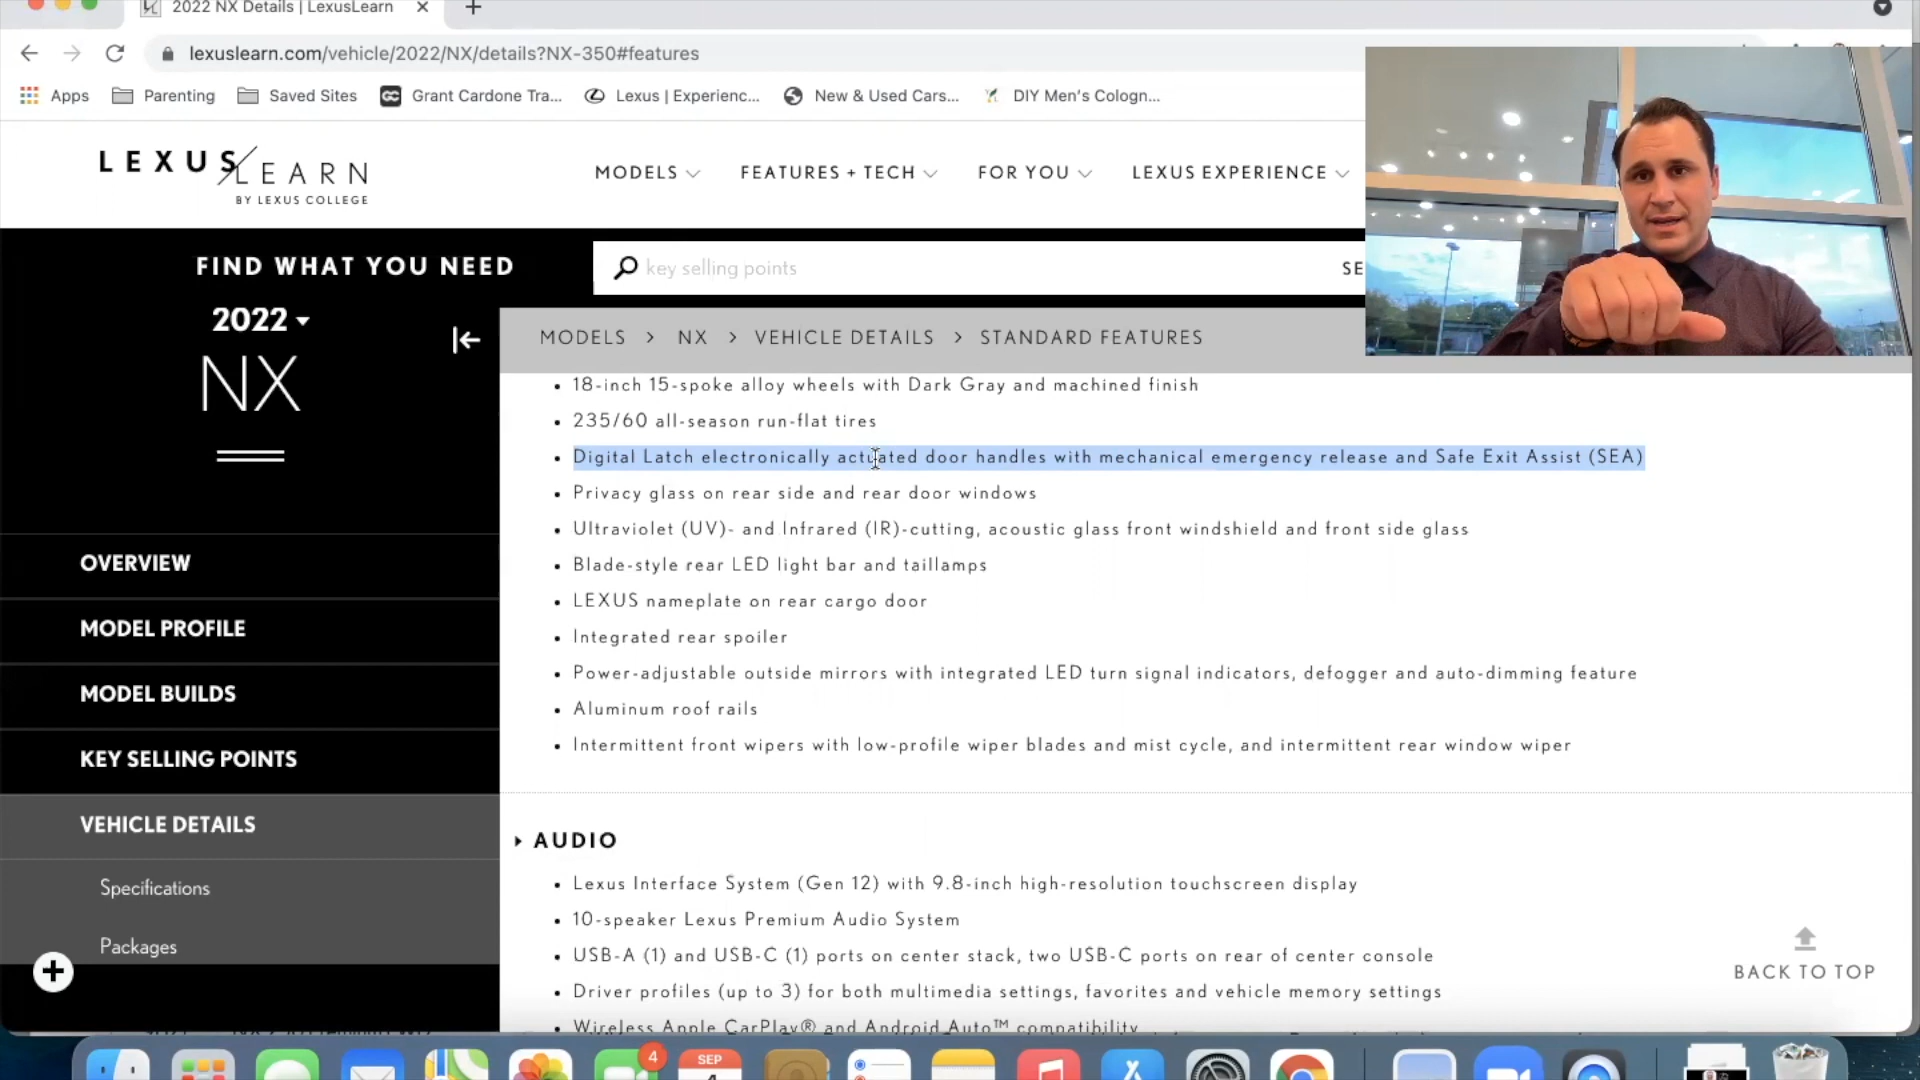 2022 NX Details | LexusLearn
lexuslearn.com/vehicle/2022/NX/details?NX-350#features
Apps Parenting Saved Sites Grant Cardone Tra... Lexus | Experienc... New & Used Cars... DIY Men's Cologn...
LEXUS LEARN
BY LEXUS COLLEGE
MODELS FEATURES + TECH FOR YOU LEXUS EXPERIENCE
FIND WHAT YOU NEED
key selling points
SE
2022
NX
MODELS > NX > VEHICLE DETAILS > STANDARD FEATURES
• 18-inch 15-spoke alloy wheels with Dark Gray and machined finish
• 235/60 all-season run-flat tires
• Digital Latch electronically actuated door handles with mechanical emergency release and Safe Exit Assist (SEA)
• Privacy glass on rear side and rear door windows
• Ultraviolet (UV)- and Infrared (IR)-cutting, acoustic glass front windshield and front side glass
• Blade-style rear LED light bar and taillamps
• LEXUS nameplate on rear cargo door
• Integrated rear spoiler
• Power-adjustable outside mirrors with integrated LED turn signal indicators, defogger and auto-dimming feature
• Aluminum roof rails
• Intermittent front wipers with low-profile wiper blades and mist cycle, and intermittent rear window wiper
AUDIO
• Lexus Interface System (Gen 12) with 9.8-inch high-resolution touchscreen display
• 10-speaker Lexus Premium Audio System
• USB-A (1) and USB-C (1) ports on center stack, two USB-C ports on rear of center console
• Driver profiles (up to 3) for both multimedia settings, favorites and vehicle memory settings
• Wireless Apple CarPlay® and Android Auto™ compatibility
OVERVIEW
MODEL PROFILE
MODEL BUILDS
KEY SELLING POINTS
VEHICLE DETAILS
Specifications
Packages
BACK TO TOP
4
SEP